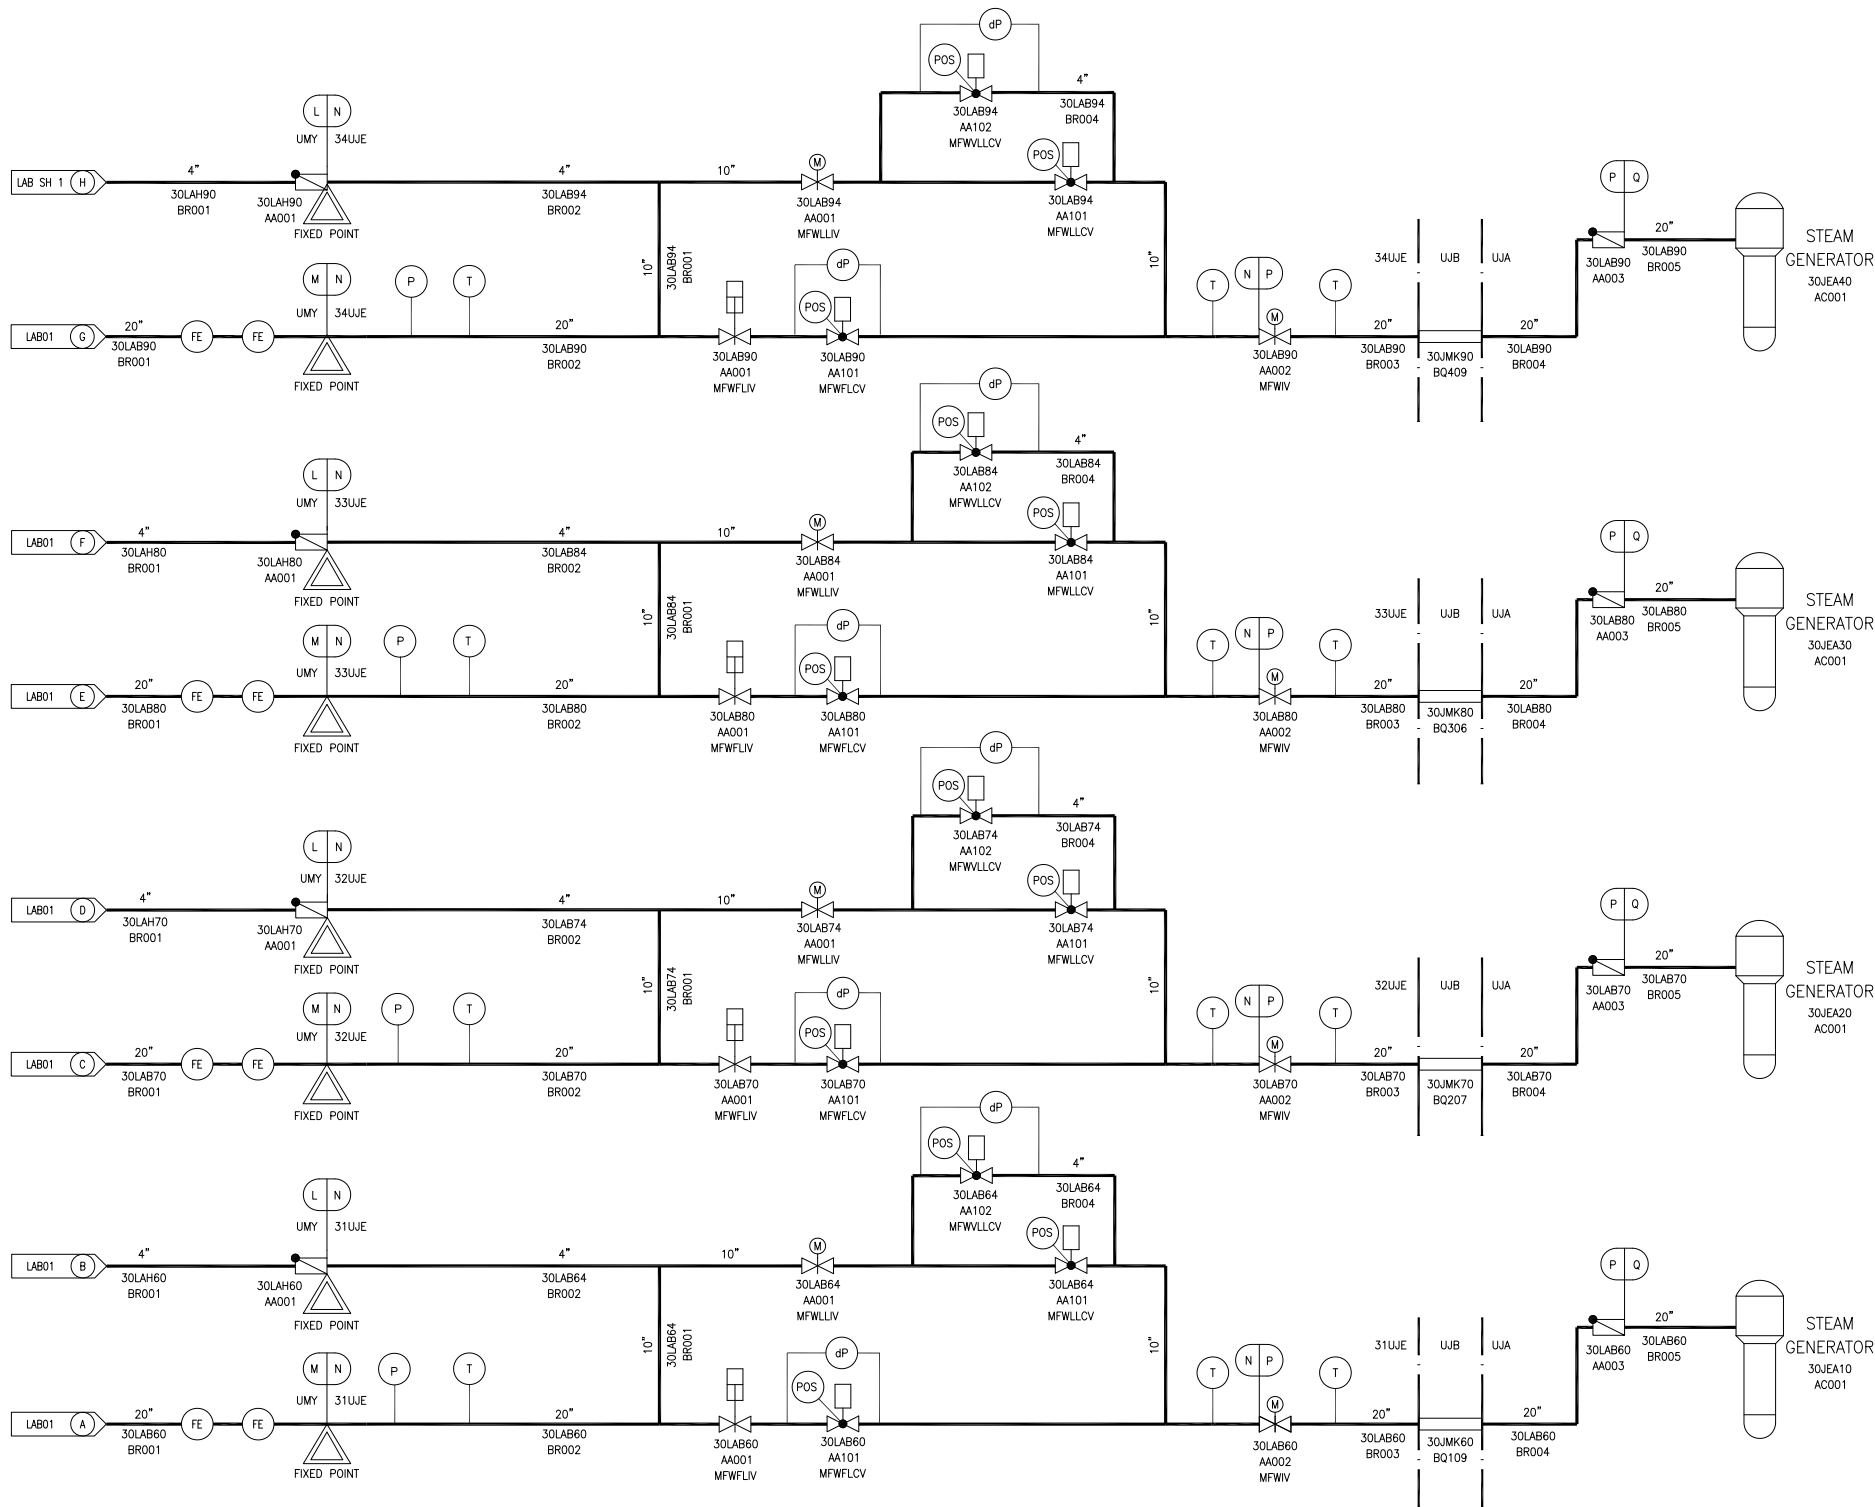 dP
POS
4”
30LAB94
AA102
MFWVLLCV
30LAB94
BR004
L N
UMY 34UJE
POS
LAB SH 1 H
4”
30LAH90
BR001
30LAH90
AA001
FIXED POINT
4”
30LAB94
BR002
10”
M
30LAB94
AA001
MFWLLIV
30LAB94
AA101
MFWLLCV
P Q
20”
30LAB90
BR005
30LAB90
AA003
STEAM
GENERATOR
30JEA40
AC001
M N
UMY 34UJE
P
T
10”
30LAB94
BR001
dP
POS
10”
T
N P
M
T
34UJE UJB UJA
LAB01 G
20”
30LAB90
BR001
FE
FE
FIXED POINT
20”
30LAB90
BR002
30LAB90
AA001
MFWFLIV
30LAB90
AA101
MFWFLCV
30LAB90
AA002
MFWIV
20”
30LAB90
BR003
30JMK90
BQ409
20”
30LAB90
BR004
dP
POS
4”
30LAB84
AA102
MFWVLLCV
30LAB84
BR004
L N
UMY 33UJE
POS
LAB01 F
4”
30LAH80
BR001
30LAH80
AA001
FIXED POINT
4”
30LAB84
BR002
10”
M
30LAB84
AA001
MFWLLIV
30LAB84
AA101
MFWLLCV
P Q
20”
30LAB80
BR005
30LAB80
AA003
STEAM
GENERATOR
30JEA30
AC001
M N
UMY 33UJE
P
T
10”
30LAB84
BR001
dP
POS
10”
T
N P
M
T
33UJE UJB UJA
LAB01 E
20”
30LAB80
BR001
FE
FE
FIXED POINT
20”
30LAB80
BR002
30LAB80
AA001
MFWFLIV
30LAB80
AA101
MFWFLCV
30LAB80
AA002
MFWIV
20”
30LAB80
BR003
30JMK80
BQ306
20”
30LAB80
BR004
dP
POS
4”
30LAB74
AA102
MFWVLLCV
30LAB74
BR004
L N
UMY 32UJE
POS
LAB01 D
4”
30LAH70
BR001
30LAH70
AA001
FIXED POINT
4”
30LAB74
BR002
10”
M
30LAB74
AA001
MFWLLIV
30LAB74
AA101
MFWLLCV
P Q
20”
30LAB70
BR005
30LAB70
AA003
STEAM
GENERATOR
30JEA20
AC001
M N
UMY 32UJE
P
T
10”
30LAB74
BR001
dP
POS
10”
T
N P
M
T
32UJE UJB UJA
LAB01 C
20”
30LAB70
BR001
FE
FE
FIXED POINT
20”
30LAB70
BR002
30LAB70
AA001
MFWFLIV
30LAB70
AA101
MFWFLCV
30LAB70
AA002
MFWIV
20”
30LAB70
BR003
30JMK70
BQ207
20”
30LAB70
BR004
dP
POS
4”
30LAB64
AA102
MFWVLLCV
30LAB64
BR004
L N
UMY 31UJE
POS
LAB01 B
4”
30LAH60
BR001
30LAH60
AA001
FIXED POINT
4”
30LAB64
BR002
10”
M
30LAB64
AA001
MFWLLIV
30LAB64
AA101
MFWLLCV
P Q
20”
30LAB60
BR005
30LAB60
AA003
STEAM
GENERATOR
30JEA10
AC001
M N
UMY 31UJE
P
T
10”
30LAB64
BR001
dP
POS
10”
T
N P
M
T
31UJE UJB UJA
LAB01 A
20”
30LAB60
BR001
FE
FE
FIXED POINT
20”
30LAB60
BR002
30LAB60
AA001
MFWFLIV
30LAB60
AA101
MFWFLCV
30LAB60
AA002
MFWIV
20”
30LAB60
BR003
30JMK60
BQ109
20”
30LAB60
BR004